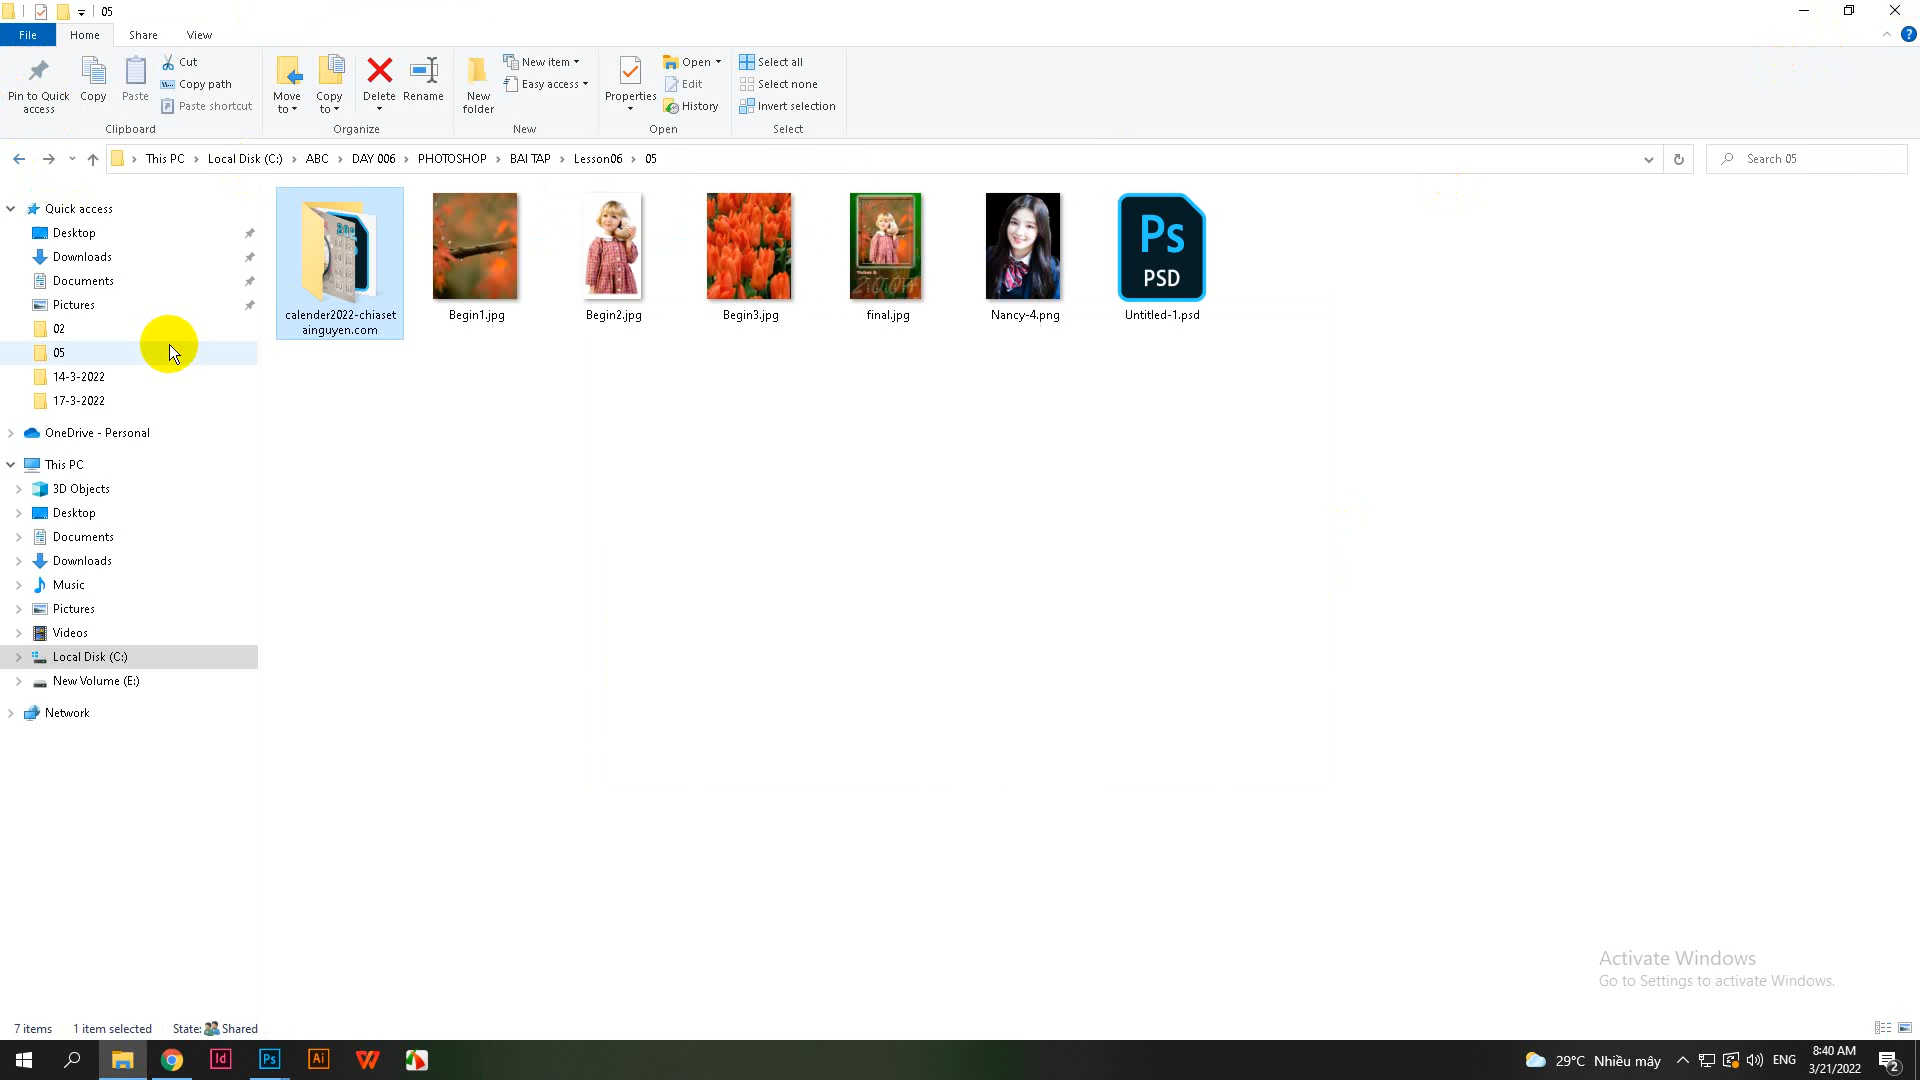 05
File Home Share View
Pin to Quick access
Copy
Paste
Cut
Copy path
Paste shortcut
Clipboard
Move to
Copy to
Delete
Rename
Organize
New folder
New item
Easy access
New
Properties
Open
Edit
History
Open
Select all
Select none
Invert selection
Select
This PC > Local Disk (C:) > ABC > DAY 006 > PHOTOSHOP > BAI TAP > Lesson06 > 05
Search 05
Quick access
Desktop
Downloads
Documents
Pictures
02
05
14-3-2022
17-3-2022
OneDrive - Personal
This PC
3D Objects
Desktop
Documents
Downloads
Music
Pictures
Videos
Local Disk (C:)
New Volume (E:)
Network
calender2022-chiaset
ainguyen.com
Begin1.jpg
Begin2.jpg
Begin3.jpg
final.jpg
Nancy-4.png
Ps
PSD
Untitled-1.psd
Activate Windows
Go to Settings to activate Windows.
7 items 1 item selected State: Shared
Id
Ps
Ai
29°C Nhiều mây
ENG
8:40 AM
3/21/2022
2